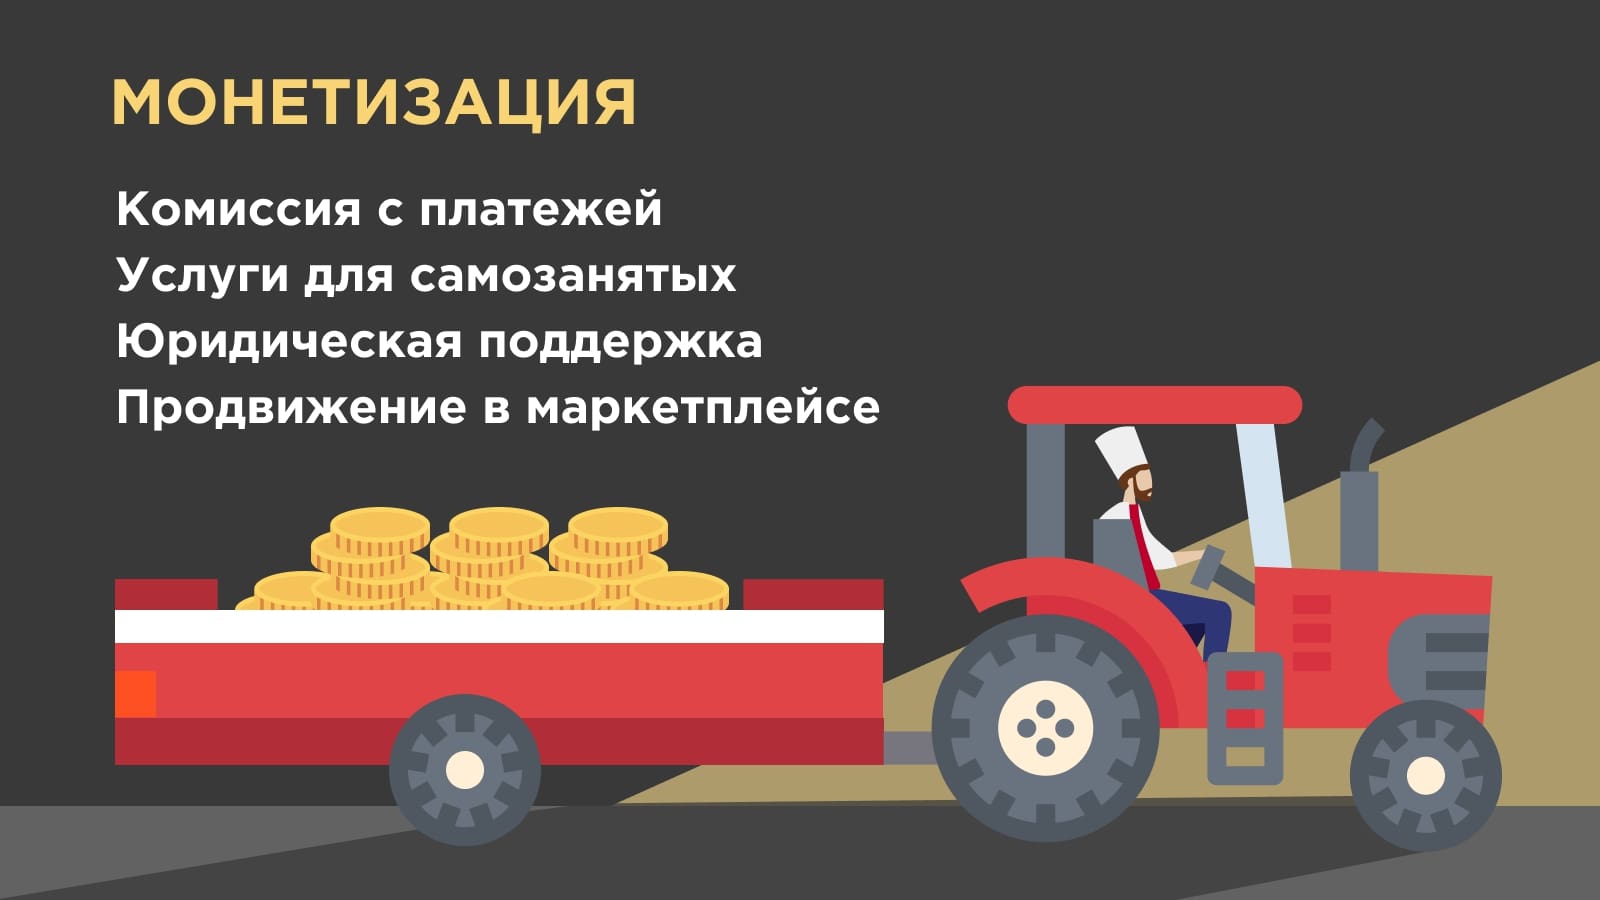 МОНЕТИЗАЦИЯ
Комиссия с платежей
Услуги для самозанятых
Юридическая поддержка
Продвижение в маркетплейсе